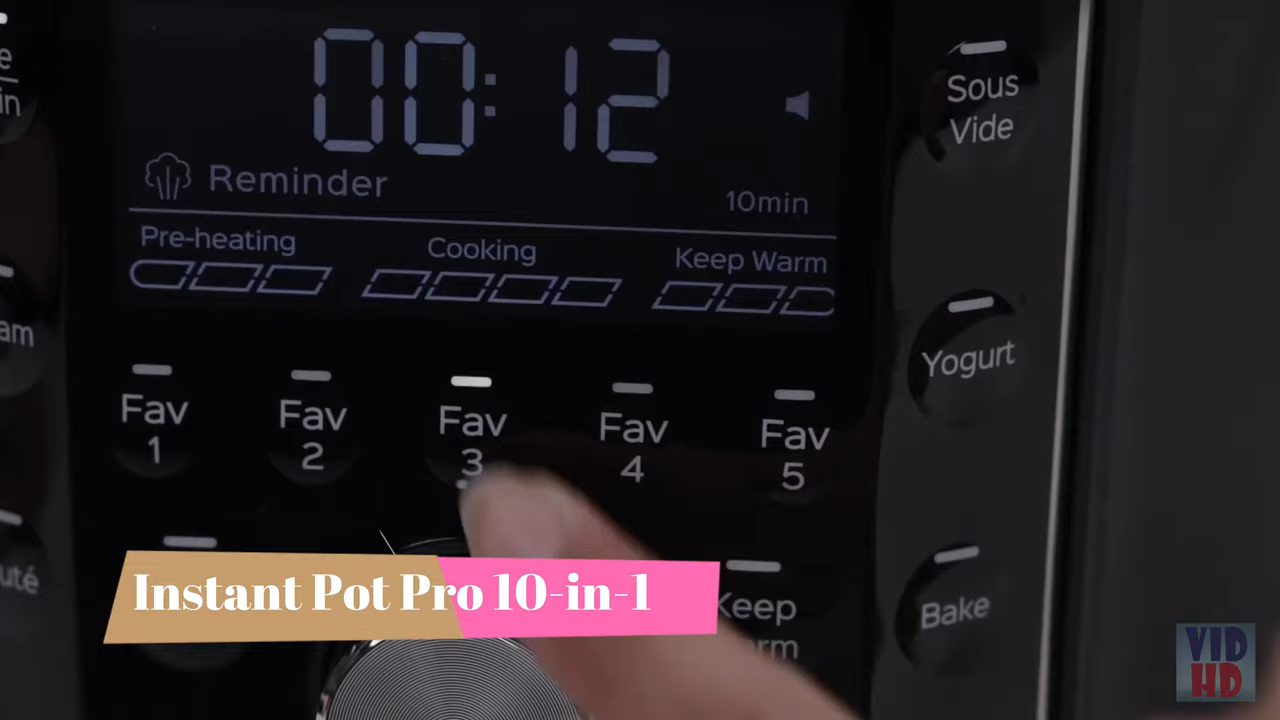 00:12
Reminder
10min
Pre-heating
Cooking
Keep Warm
Sous
Vide
Yogurt
Fav
1
Fav
2
Fav
3
Fav
4
Fav
5
Instant Pot Pro 10-in-1
Keep
Bake
VID
HD